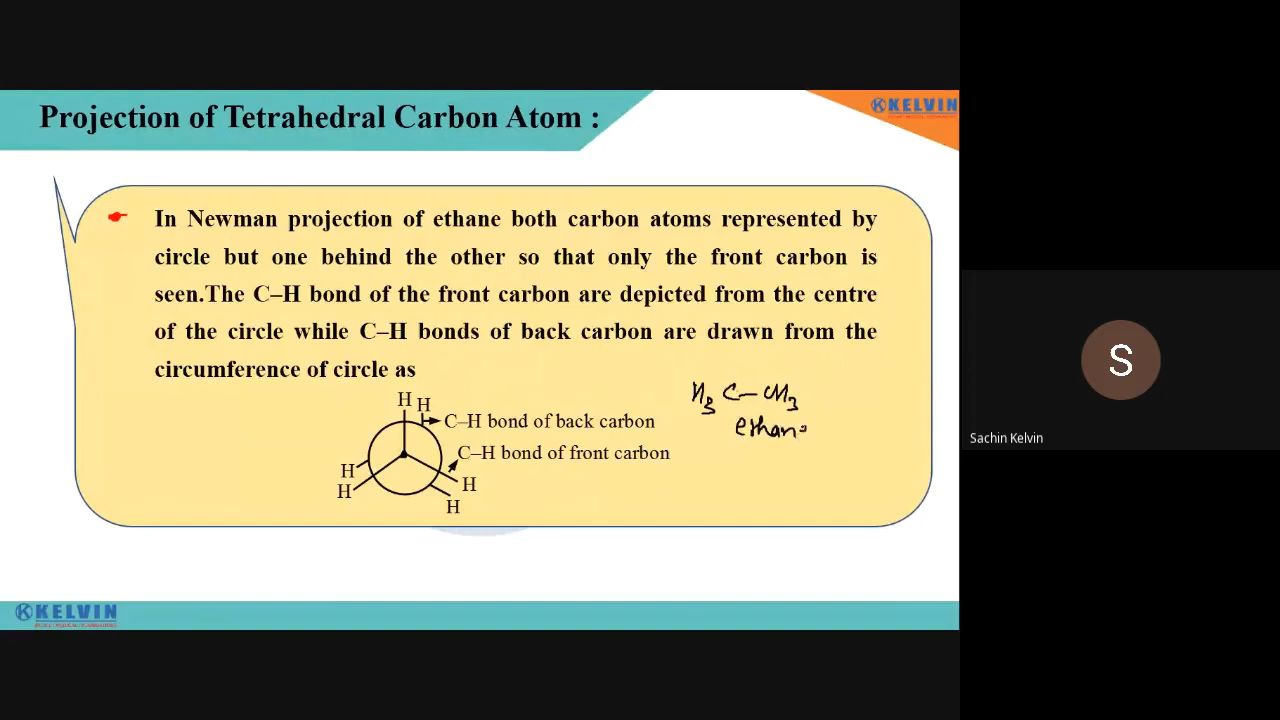 Projection of Tetrahedral Carbon Atom :
KELVIN
In Newman projection of ethane both carbon atoms represented by
circle but one behind the other so that only the front carbon is
seen.The C–H bond of the front carbon are depicted from the centre
of the circle while C–H bonds of back carbon are drawn from the
circumference of circle as
H₃C–CH₃
ethane
H H
C–H bond of back carbon
C–H bond of front carbon
H
H
H
H
S
Sachin Kelvin
KELVIN